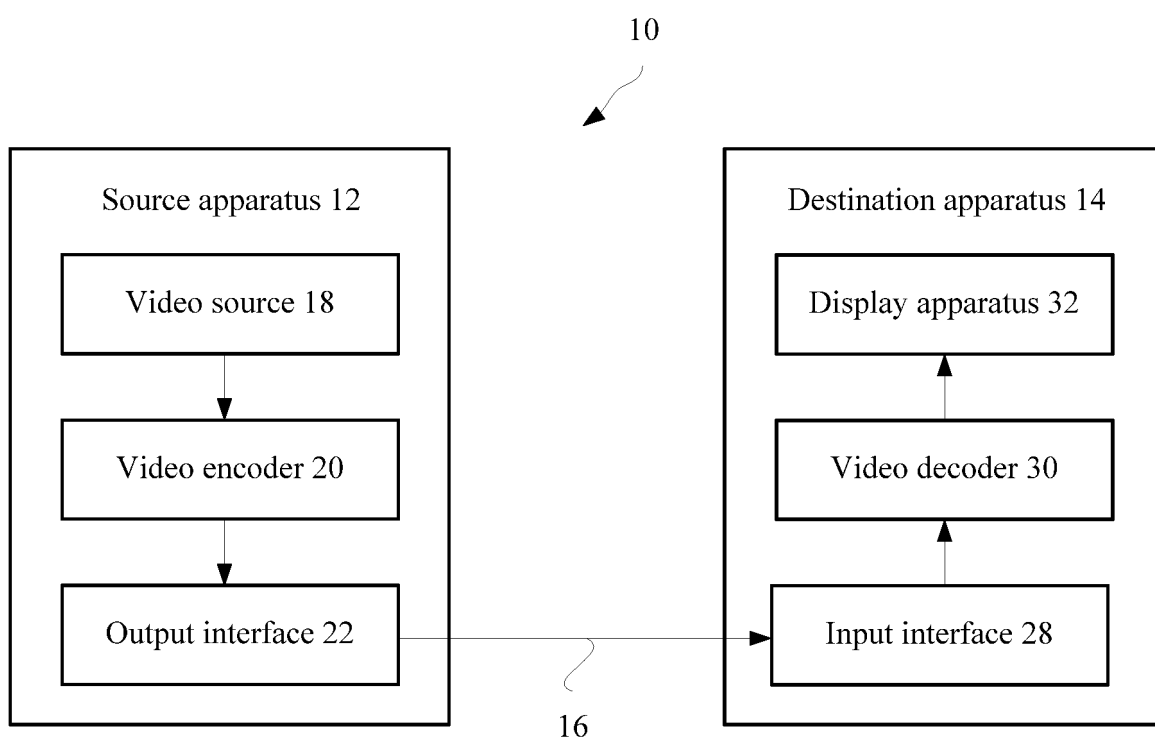 10
Source apparatus 12
Video source 18
Video encoder 20
Output interface 22
16
Destination apparatus 14
Display apparatus 32
Video decoder 30
Input interface 28